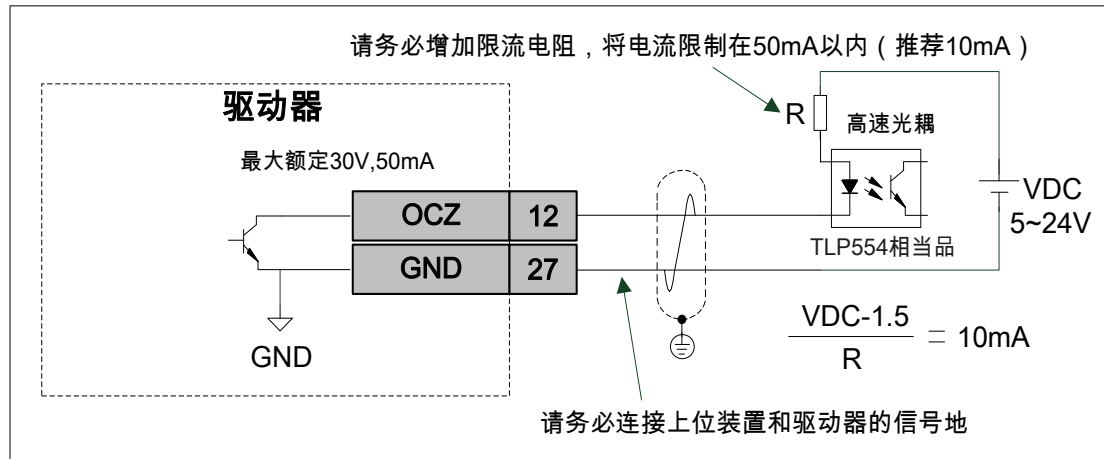 请务必增加限流电阻，将电流限制在50mA以内（推荐10mA）
驱动器
R
高速光耦
最大额定30V,50mA
OCZ 12
VDC
5~24V
GND 27
TLP554相当品
GND
VDC-1.5
R
= 10mA
请务必连接上位装置和驱动器的信号地